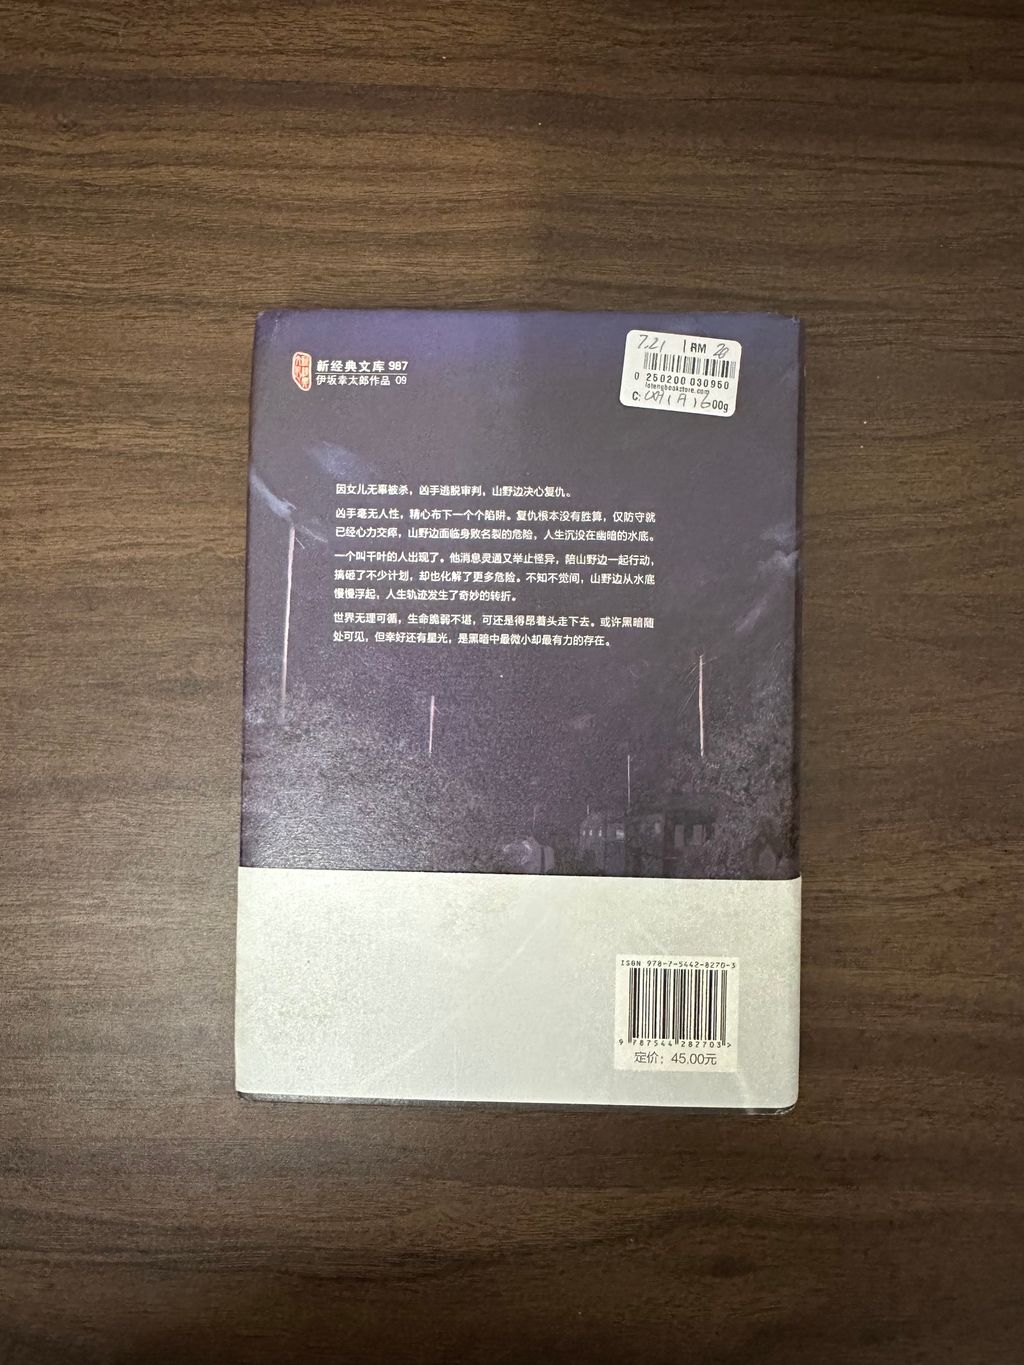 新经典文库 987
伊坂幸太郎作品 09
7.21 RM 20
0 250200 030950
lotengbookstore.com
C: 00g
因女儿无辜被杀，凶手逃脱审判，山野边决心复仇。
凶手毫无人性，精心布下一个个陷阱。复仇根本没有胜算，仅防守就
已经心力交瘁，山野边面临身败名裂的危险，人生沉没在幽暗的水底。
一个叫千叶的人出现了。他消息灵通又举止怪异，陪山野边一起行动，
搞砸了不少计划，却也化解了更多危险。不知不觉间，山野边从水底
慢慢浮起，人生轨迹发生了奇妙的转折。
世界无理可循，生命脆弱不堪，可还是得昂着头走下去。或许黑暗随
处可见，但幸好还有星光，是黑暗中最微小却最有力的存在。
ISBN 978-7-5442-8270-3
9 787544 282703 >
定价：45.00元